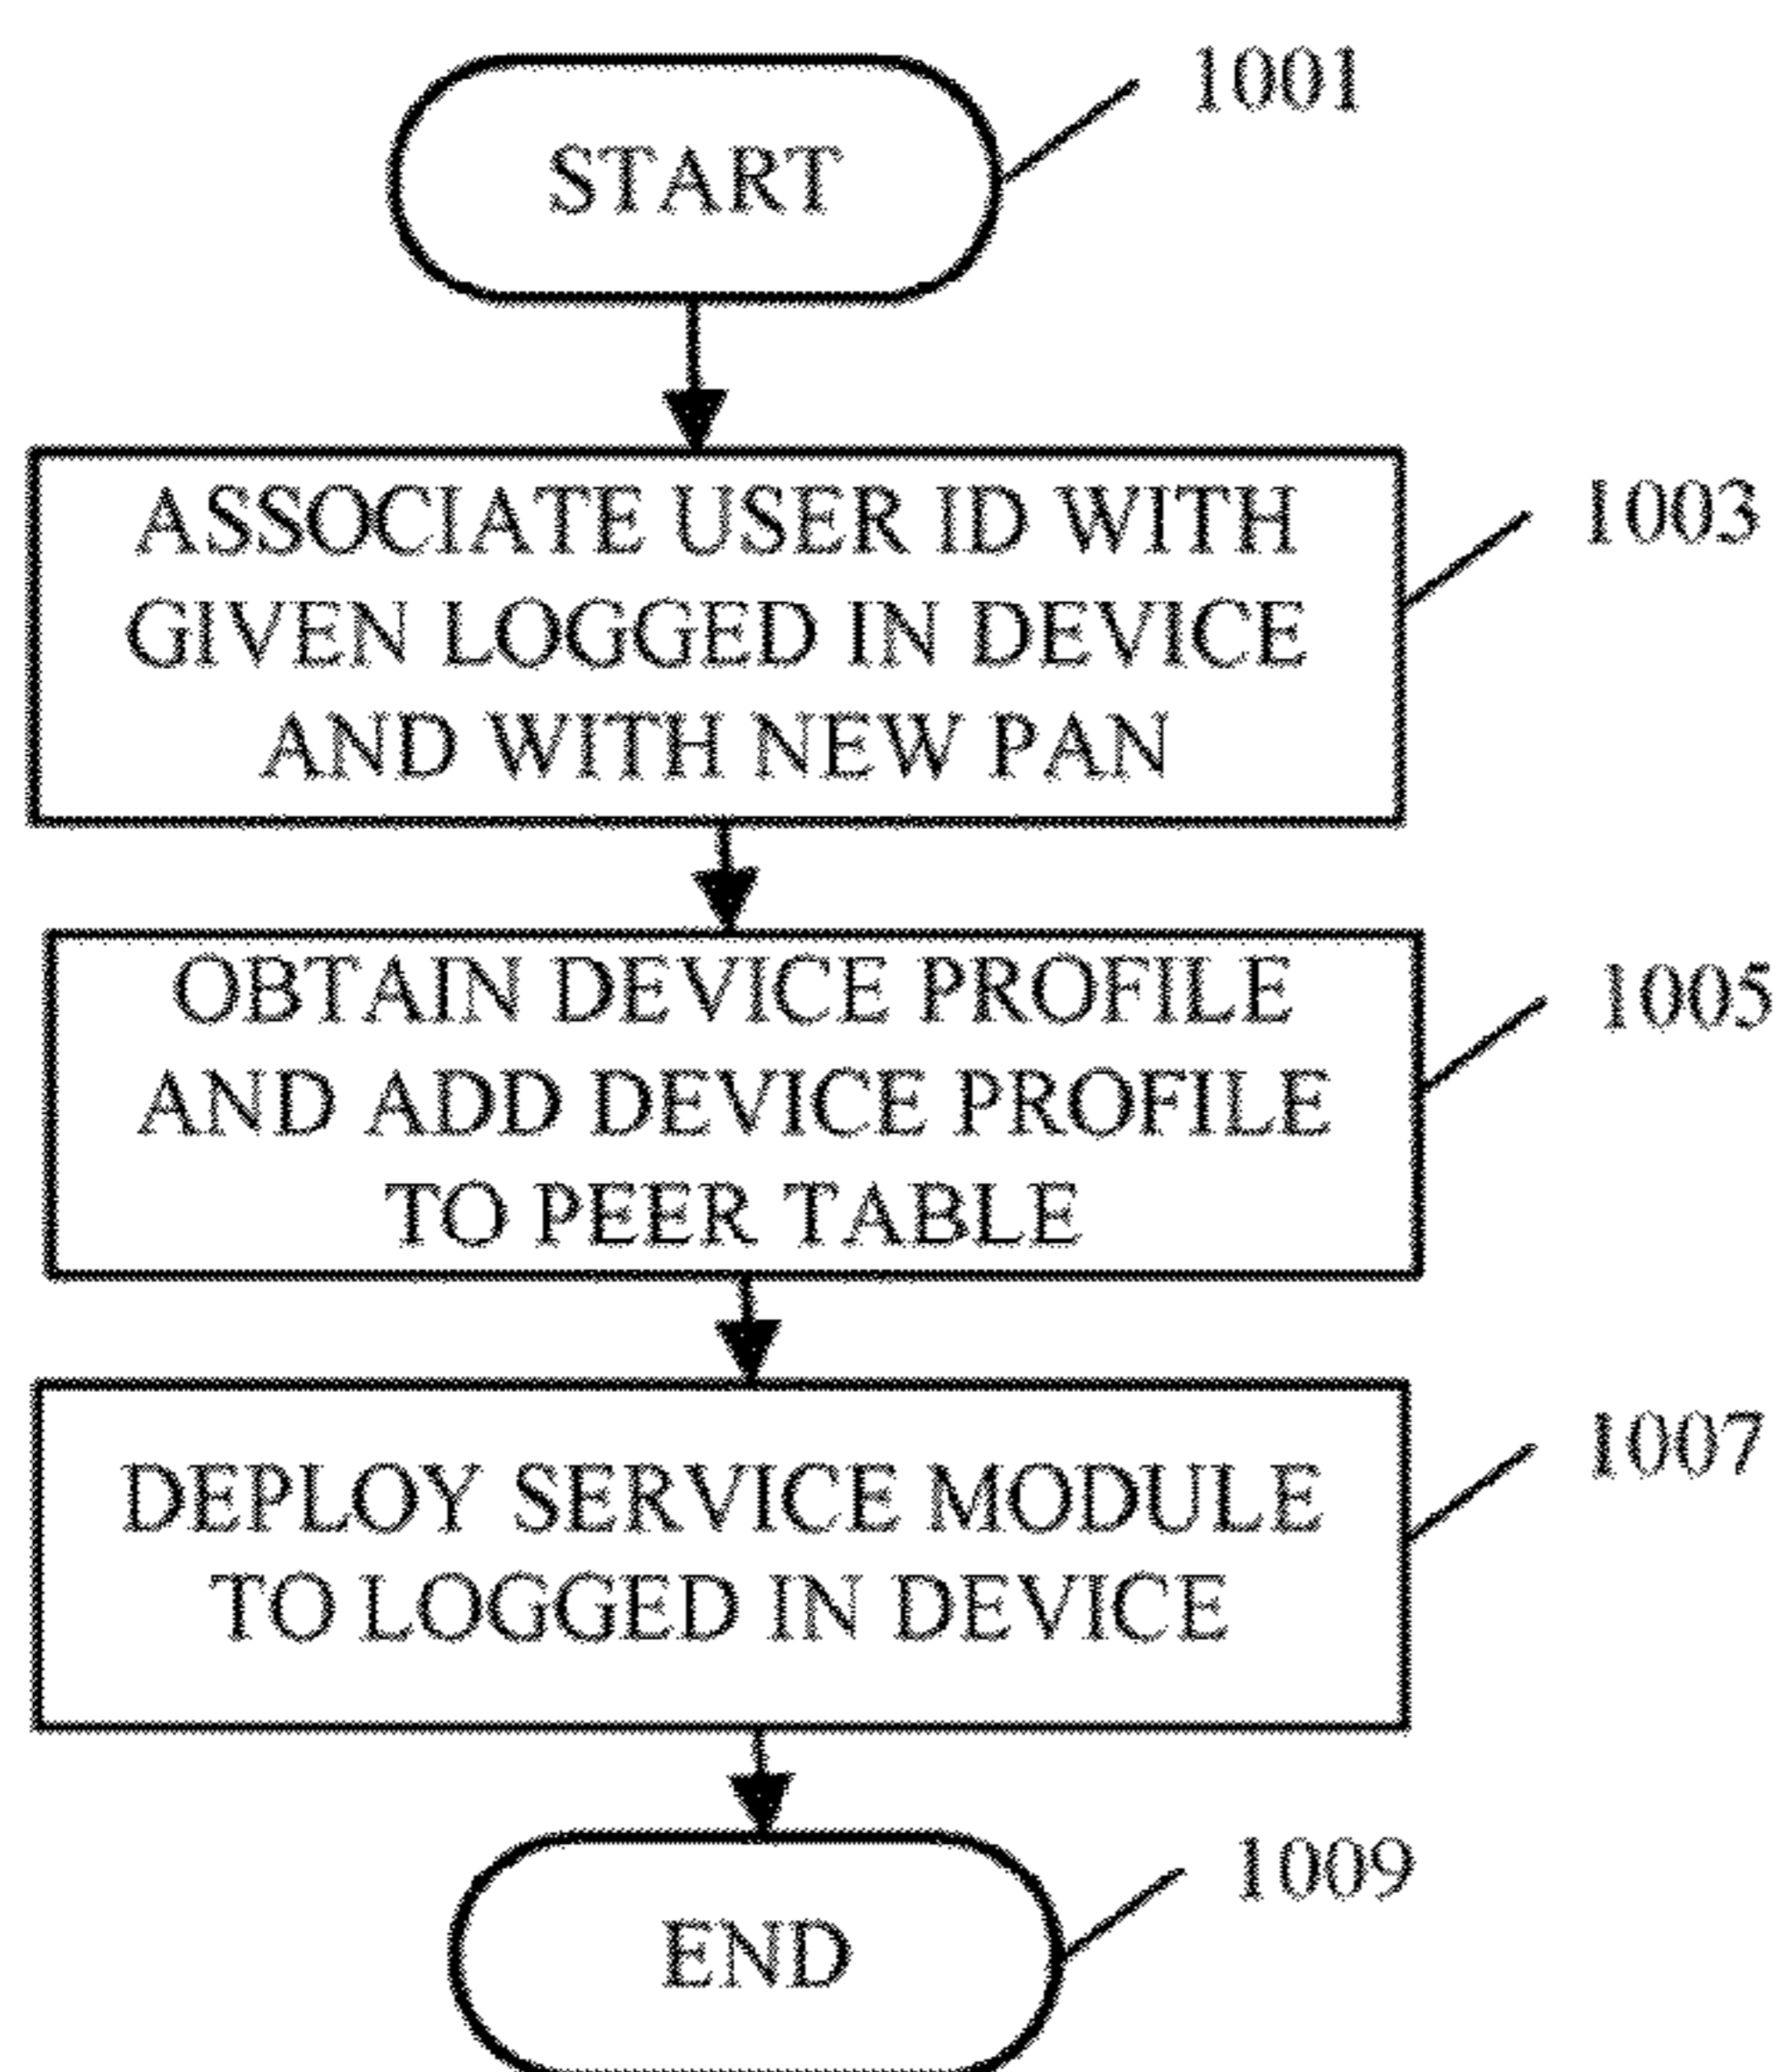 START
1001
ASSOCIATE USER ID WITH
GIVEN LOGGED IN DEVICE
AND WITH NEW PAN
1003
OBTAIN DEVICE PROFILE
AND ADD DEVICE PROFILE
TO PEER TABLE
1005
DEPLOY SERVICE MODULE
TO LOGGED IN DEVICE
1007
END
1009